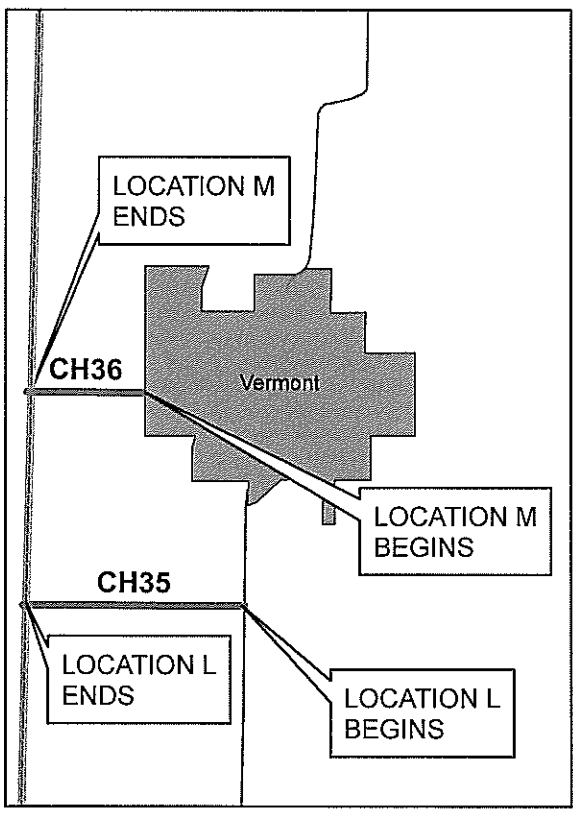 LOCATION M
ENDS
CH36
Vermont
LOCATION M
BEGINS
CH35
LOCATION L
ENDS
LOCATION L
BEGINS